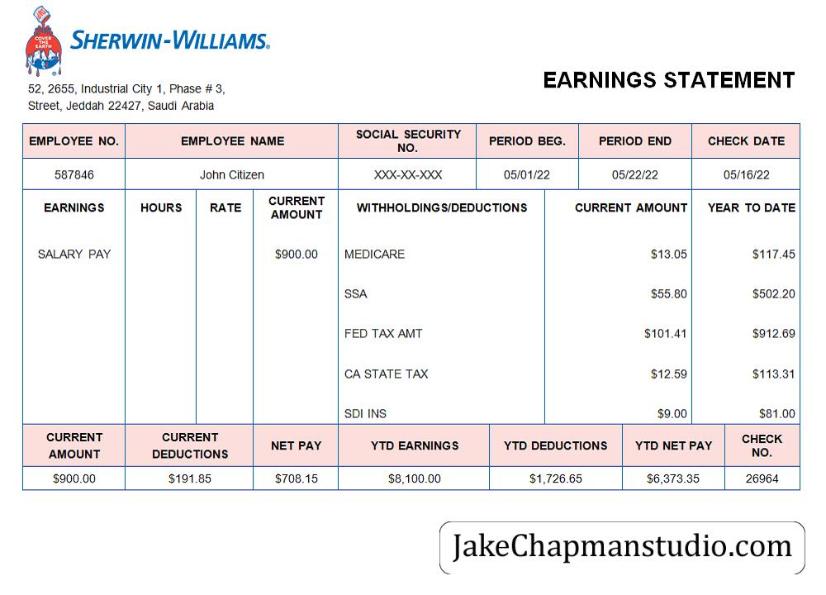 COVER THE EARTH
SHERWIN-WILLIAMS.
52, 2655, Industrial City 1, Phase # 3,
Street, Jeddah 22427, Saudi Arabia
EARNINGS STATEMENT
EMPLOYEE NO. EMPLOYEE NAME SOCIAL SECURITY NO. PERIOD BEG. PERIOD END CHECK DATE
587846 John Citizen XXX-XX-XXX 05/01/22 05/22/22 05/16/22
EARNINGS HOURS RATE CURRENT AMOUNT WITHHOLDINGS/DEDUCTIONS CURRENT AMOUNT YEAR TO DATE
SALARY PAY $900.00 MEDICARE $13.05 $117.45
SSA $55.80 $502.20
FED TAX AMT $101.41 $912.69
CA STATE TAX $12.59 $113.31
SDI INS $9.00 $81.00
CURRENT AMOUNT CURRENT DEDUCTIONS NET PAY YTD EARNINGS YTD DEDUCTIONS YTD NET PAY CHECK NO.
$900.00 $191.85 $708.15 $8,100.00 $1,726.65 $6,373.35 26964
JakeChapmanstudio.com